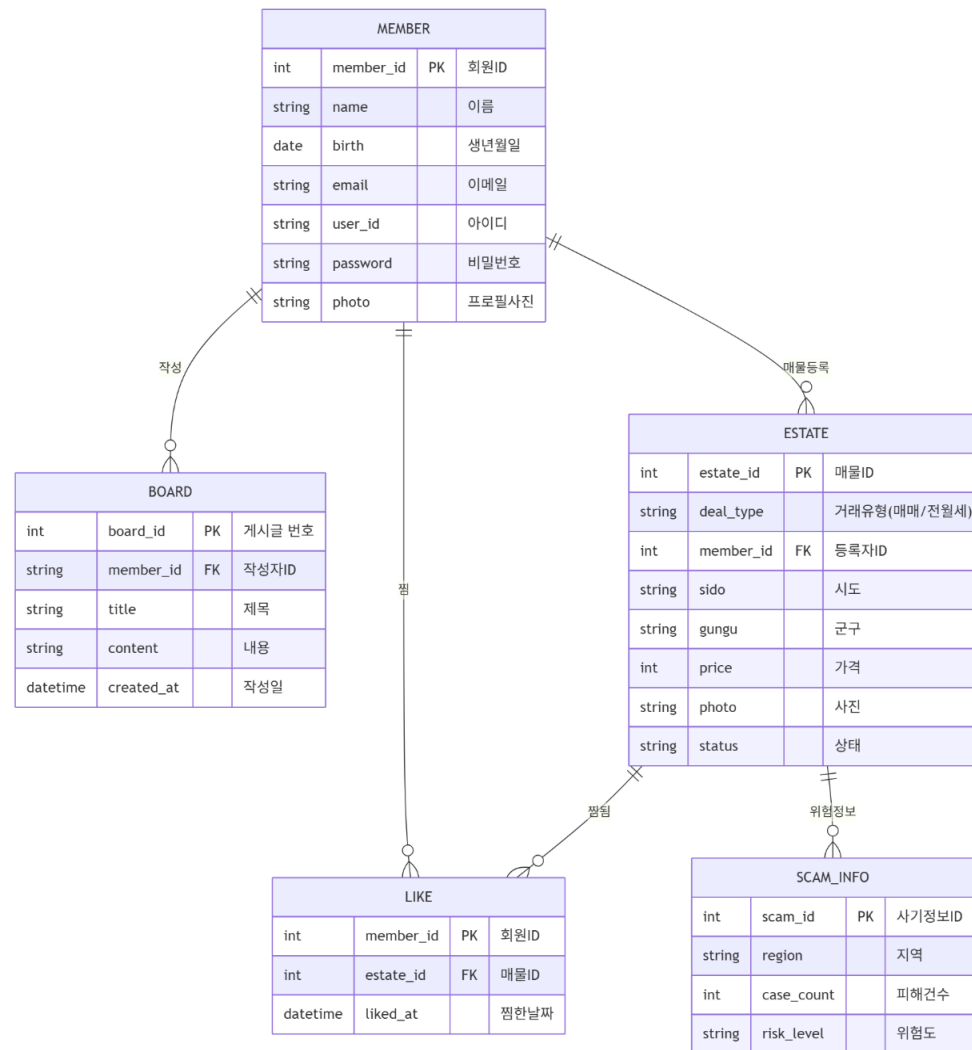 MEMBER
int member_id PK 회원ID
string name 이름
date birth 생년월일
string email 이메일
string user_id 아이디
string password 비밀번호
string photo 프로필사진
작성
매물등록
ESTATE
int estate_id PK 매물ID
string deal_type 거래유형(매매/전월세)
int member_id FK 등록자ID
string sido 시도
string gungu 군구
int price 가격
string photo 사진
string status 상태
BOARD
int board_id PK 게시글 번호
string member_id FK 작성자ID
string title 제목
string content 내용
datetime created_at 작성일
찜
찜됨
위험정보
LIKE
int member_id PK 회원ID
int estate_id FK 매물ID
datetime liked_at 찜한날짜
SCAM_INFO
int scam_id PK 사기정보ID
string region 지역
int case_count 피해건수
string risk_level 위험도